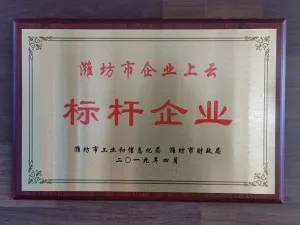 潍坊市企业上云
标杆企业
潍坊市工业和信息化局 潍坊市财政局
二〇一九年四月